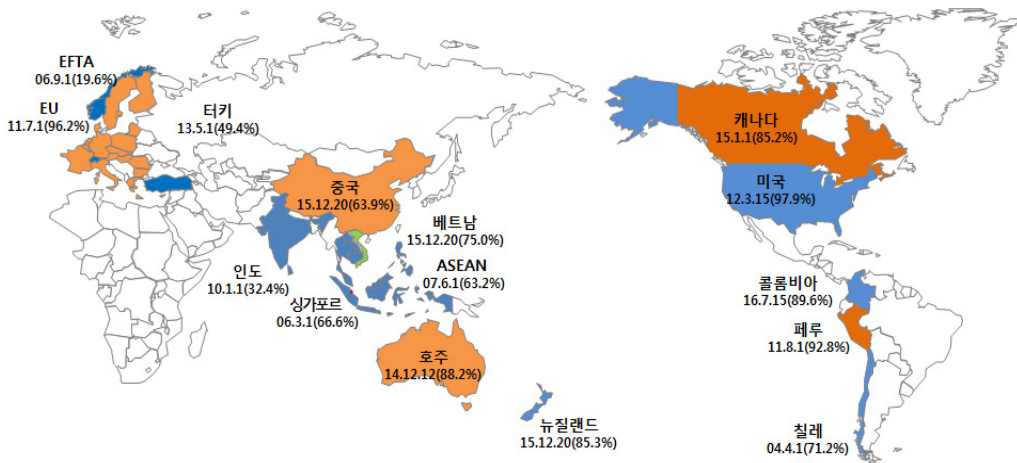 EFTA
06.9.1(19.6%)
EU
11.7.1(96.2%)
터키
13.5.1(49.4%)
중국
15.12.20(63.9%)
베트남
15.12.20(75.0%)
ASEAN
07.6.1(63.2%)
인도
10.1.1(32.4%)
싱가포르
06.3.1(66.6%)
호주
14.12.12(88.2%)
뉴질랜드
15.12.20(85.3%)
캐나다
15.1.1(85.2%)
미국
12.3.15(97.9%)
콜롬비아
16.7.15(89.6%)
페루
11.8.1(92.8%)
칠레
04.4.1(71.2%)